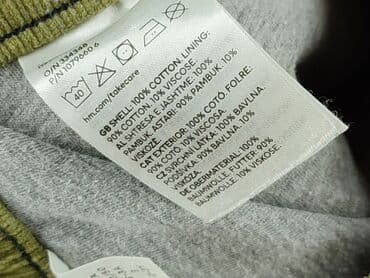 O/N 334348
P/N 1279060 6
40
hm.com/takecare
GB SHELL: 100% COTTON. LINING:
90% COTTON, 10% VISCOSE
AL SHTRESA E JASHTME: 100%
PAMBUK. ASTARI: 90% PAMBUK, 10%
VISKOZË
CAT EXTERIOR: 100% COTÓ. FOLRE:
90% COTÓ, 10% VISCOSA
CZ SVRCHNÍ LÁTKA: 100% BAVLNA.
PODŠÍVKA: 90% BAVLNA, 10%
VISKÓZA
DE OBERMATERIAL: 100%
BAUMWOLLE. FUTTER: 90%
BAUMWOLLE, 10% VISKOSE.